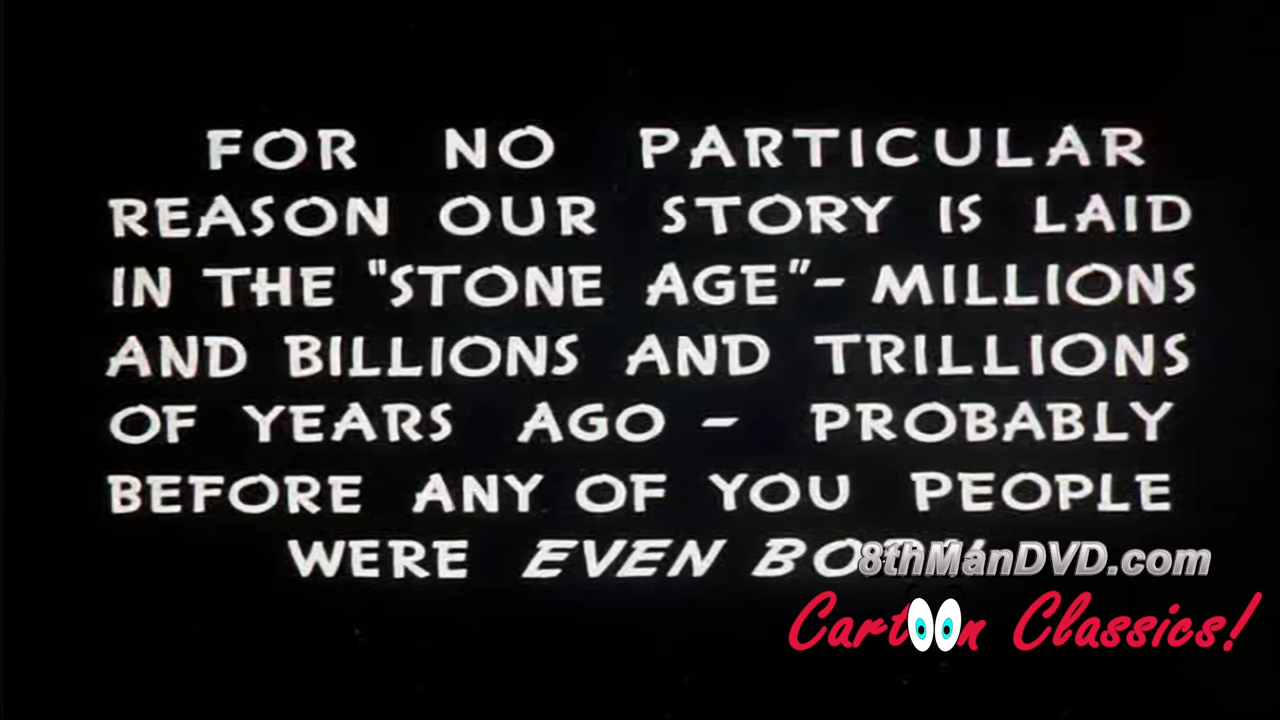 FOR NO PARTICULAR
REASON OUR STORY IS LAID
IN THE "STONE AGE"– MILLIONS
AND BILLIONS AND TRILLIONS
OF YEARS AGO – PROBABLY
BEFORE ANY OF YOU PEOPLE
WERE EVEN
8thManDVD.com
Cartoon Classics!